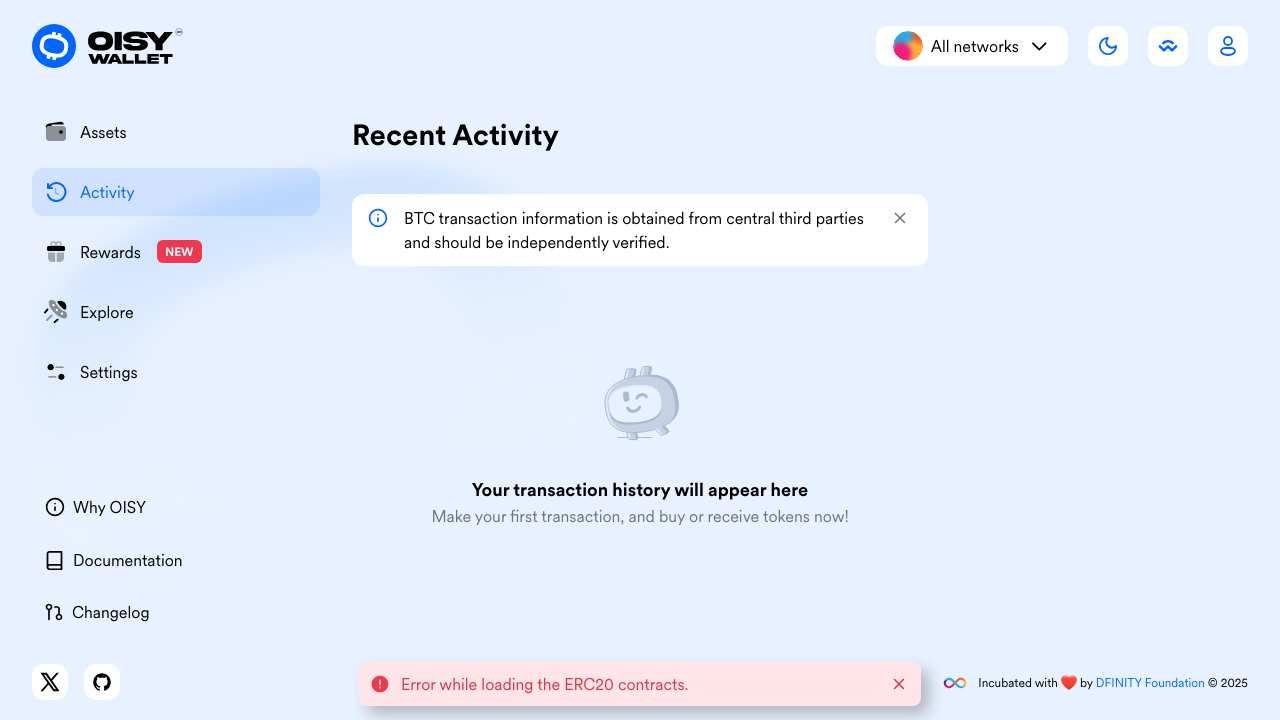 OISY
WALLET
All networks
Assets
Activity
Rewards NEW
Explore
Settings
Why OISY
Documentation
Changelog
Recent Activity
BTC transaction information is obtained from central third parties
and should be independently verified.
Your transaction history will appear here
Make your first transaction, and buy or receive tokens now!
Error while loading the ERC20 contracts.
Incubated with ❤️ by DFINITY Foundation © 2025